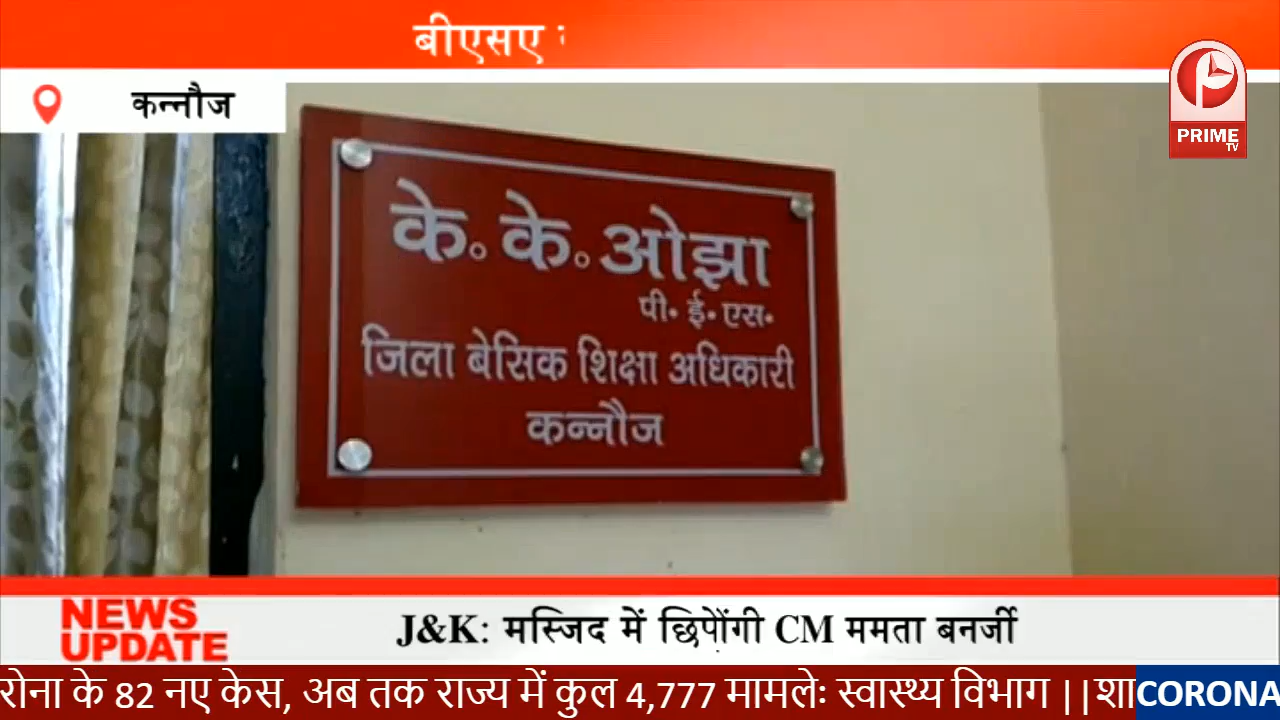 बीएसए
कन्नौज
PRIME
TV
के. के. ओझा
पी. ई. एस.
जिला बेसिक शिक्षा अधिकारी
कन्नौज
NEWS
UPDATE
J&K: मस्जिद में छिपेोंगी CM ममता बनर्जी
रोना के 82 नए केस, अब तक राज्य में कुल 4,777 मामलेः स्वास्थ्य विभाग ||शा
CORONA